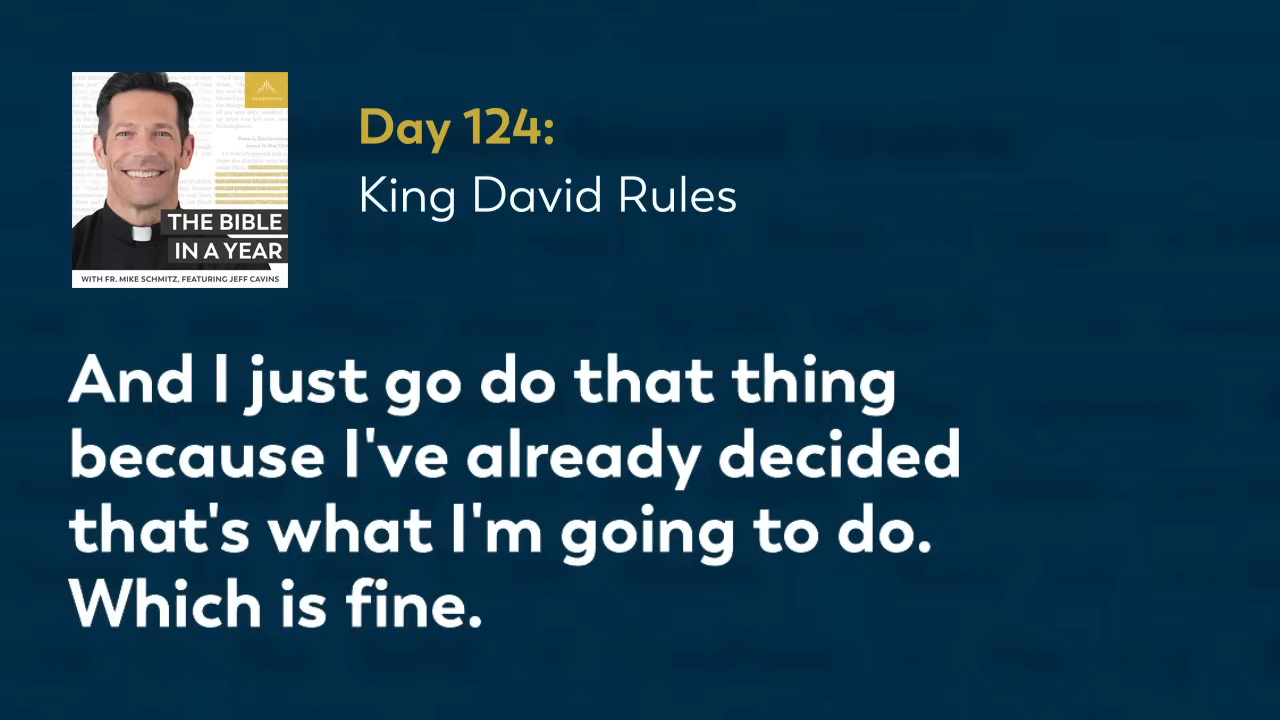 Day 124:
King David Rules
THE BIBLE
IN A YEAR
WITH FR. MIKE SCHMITZ, FEATURING JEFF CAVINS
And I just go do that thing
because I've already decided
that's what I'm going to do.
Which is fine.